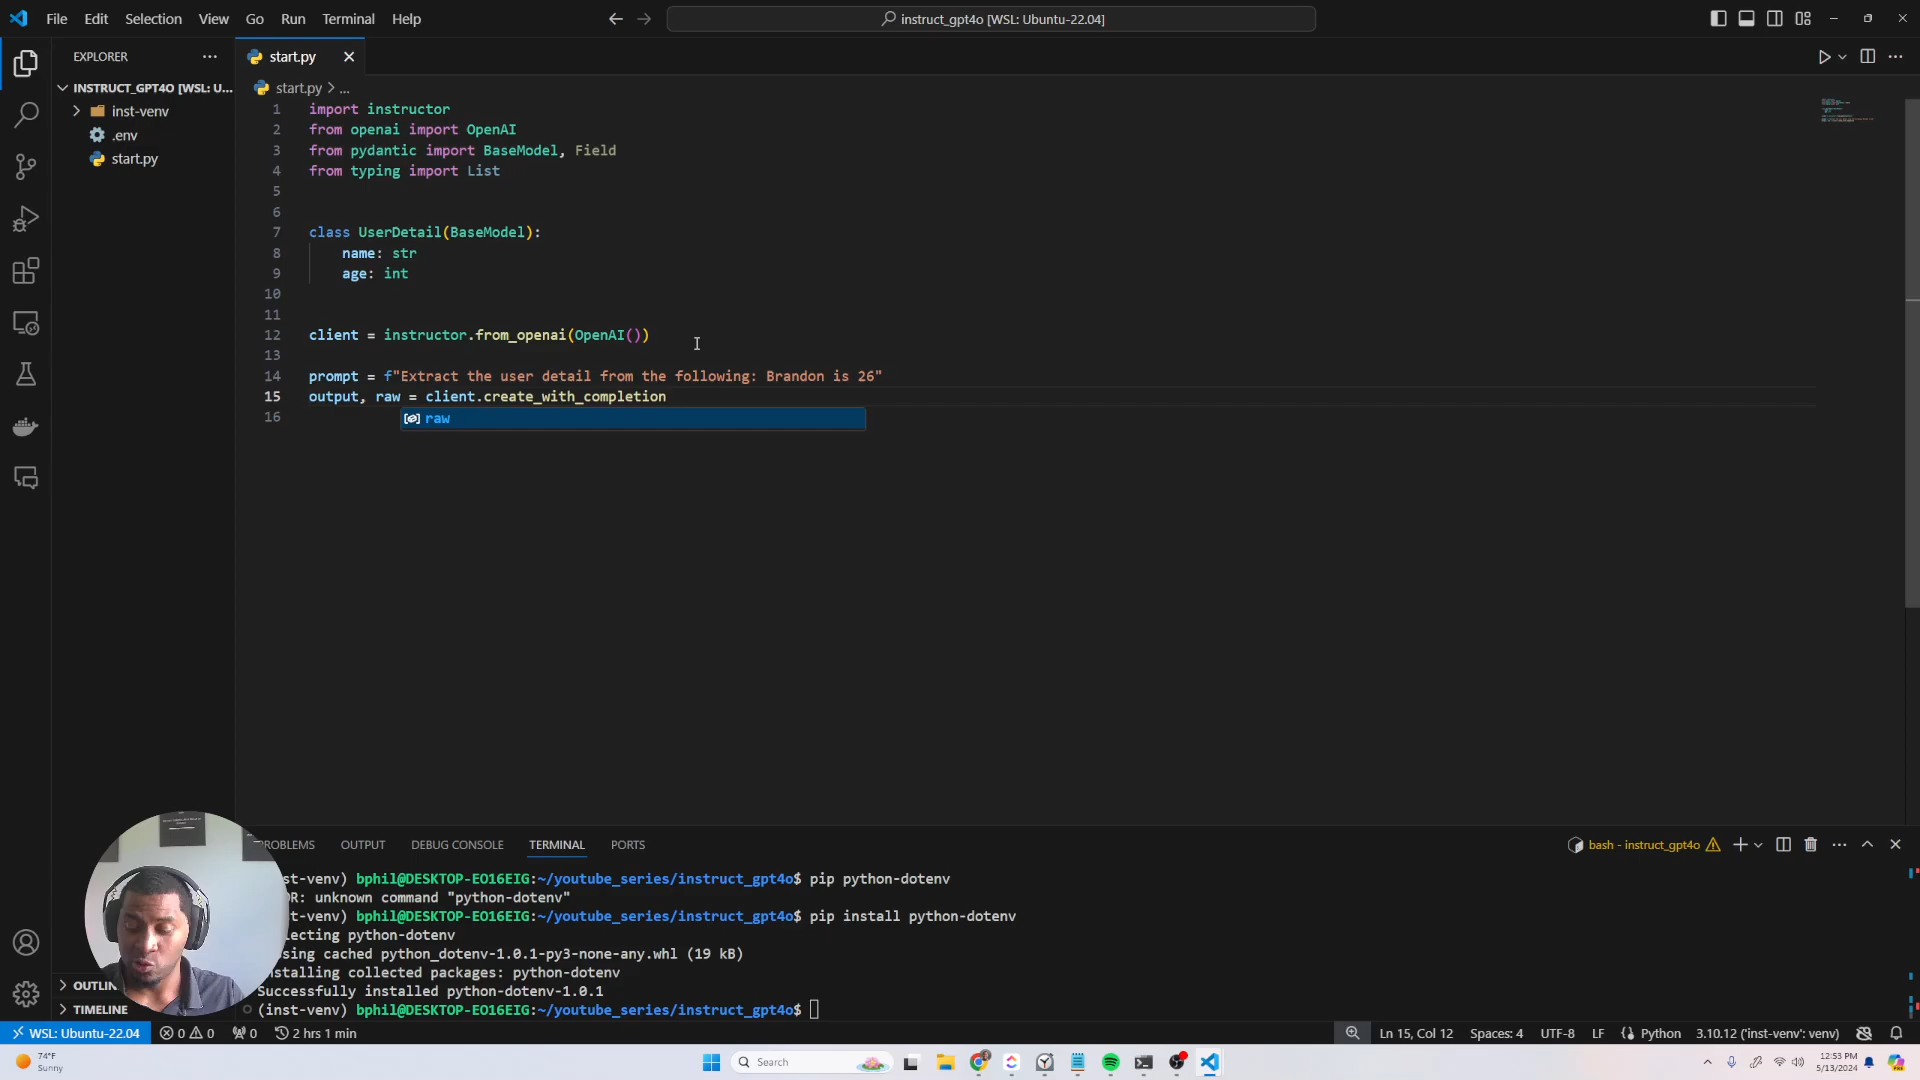 File Edit Selection View Go Run Terminal Help
instruct_gpt4o [WSL: Ubuntu-22.04]
EXPLORER
start.py
INSTRUCT_GPT4O [WSL: U...
inst-venv
.env
start.py
start.py > ...
1 import instructor
2 from openai import OpenAI
3 from pydantic import BaseModel, Field
4 from typing import List
5
6
7 class UserDetail(BaseModel):
8 name: str
9 age: int
10
11
12 client = instructor.from_openai(OpenAI())
13
14 prompt = f"Extract the user detail from the following: Brandon is 26"
15 output, raw = client.create_with_completion
16
raw
PROBLEMS OUTPUT DEBUG CONSOLE TERMINAL PORTS
bash - instruct_gpt4o
st-venv) bphil@DESKTOP-EO16EIG:~/youtube_series/instruct_gpt4o$ pip python-dotenv
OR: unknown command "python-dotenv"
st-venv) bphil@DESKTOP-EO16EIG:~/youtube_series/instruct_gpt4o$ pip install python-dotenv
lecting python-dotenv
sing cached python_dotenv-1.0.1-py3-none-any.whl (19 kB)
stalling collected packages: python-dotenv
Successfully installed python-dotenv-1.0.1
(inst-venv) bphil@DESKTOP-EO16EIG:~/youtube_series/instruct_gpt4o$
OUTLIN
TIMELINE
WSL: Ubuntu-22.04 0 0 0 2 hrs 1 min
Ln 15, Col 12 Spaces: 4 UTF-8 LF Python 3.10.12 ('inst-venv': venv)
74°F
Sunny
Search
12:53 PM
5/13/2024